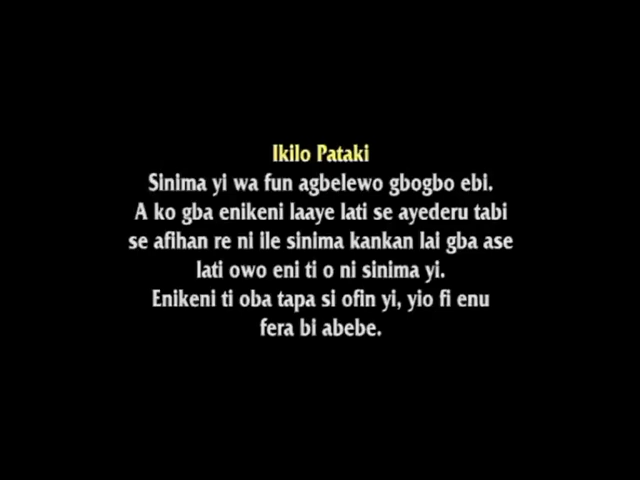 Ikilo Pataki
Sinima yi wa fun agbelewo gbogbo ebi.
A ko gba enikeni laaye lati se ayederu tabi
se afihan re ni ile sinima kankan lai gba ase
lati owo eni ti o ni sinima yi.
Enikeni ti oba tapa si ofin yi, yio fi enu
fera bi abebe.